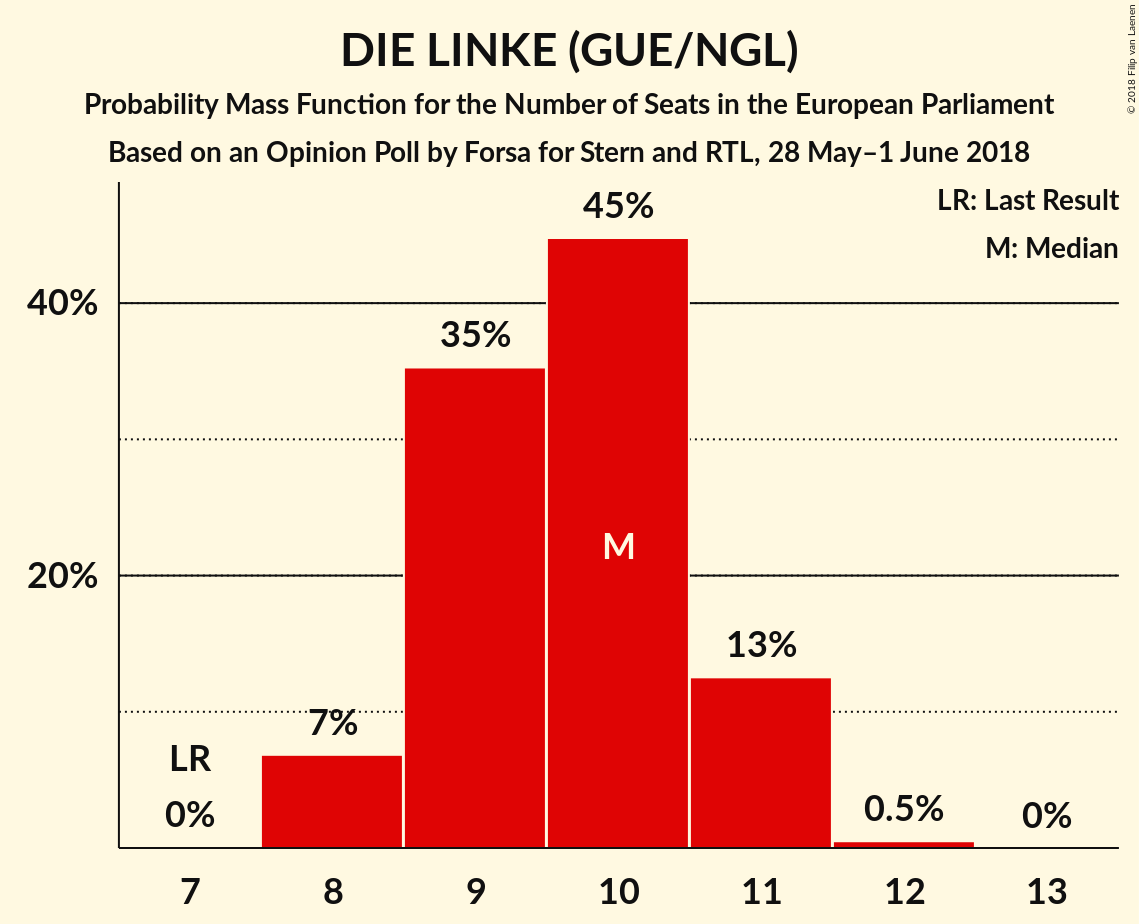 DIE LINKE (GUE/NGL)
Probability Mass Function for the Number of Seats in the European Parliament
Based on an Opinion Poll by Forsa for Stern and RTL, 28 May–1 June 2018
© 2018 Filip van Laenen
LR: Last Result
M: Median
45%
40%
35%
M
20%
13%
7%
LR
0%
0.5%
0%
7 8 9 10 11 12 13